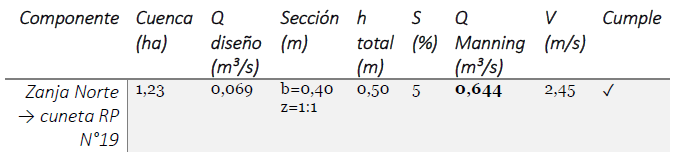 Componente Cuenca Q Sección h S Q V Cumple
(ha) diseño (m) total (%) Manning (m/s)
(m³/s) (m) (m³/s)
Zanja Norte 1,23 0,069 b=0,40 0,50 5 0,644 2,45 ✓
→ cuneta RP z=1:1
N°19